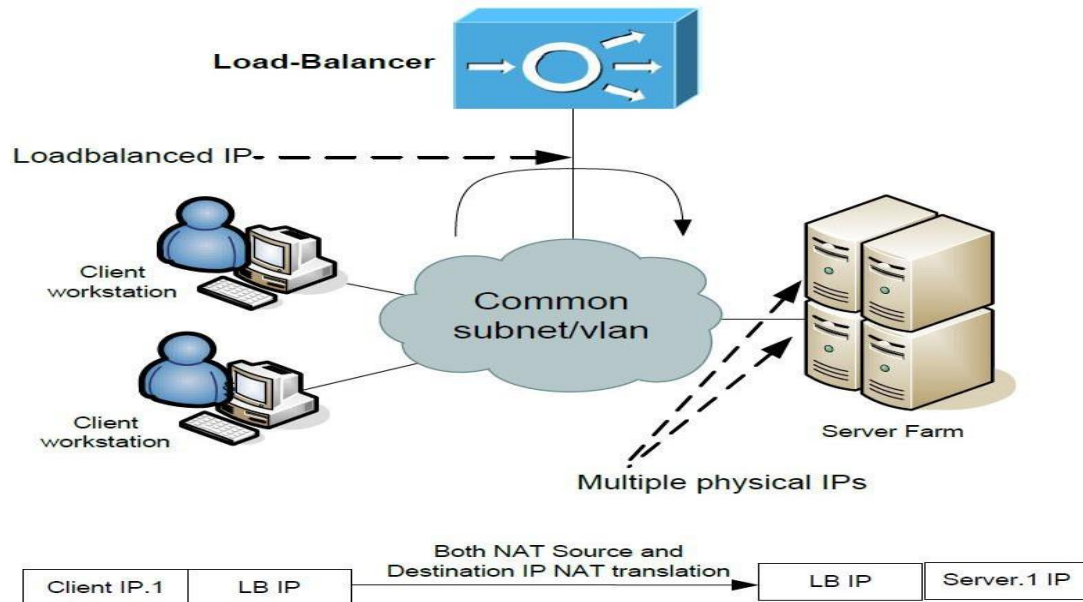 Load-Balancer
Loadbalanced IP
Client
workstation
Common
subnet/vlan
Client
workstation
Server Farm
Multiple physical IPs
Both NAT Source and
Destination IP NAT translation
Client IP.1
LB IP
LB IP
Server.1 IP